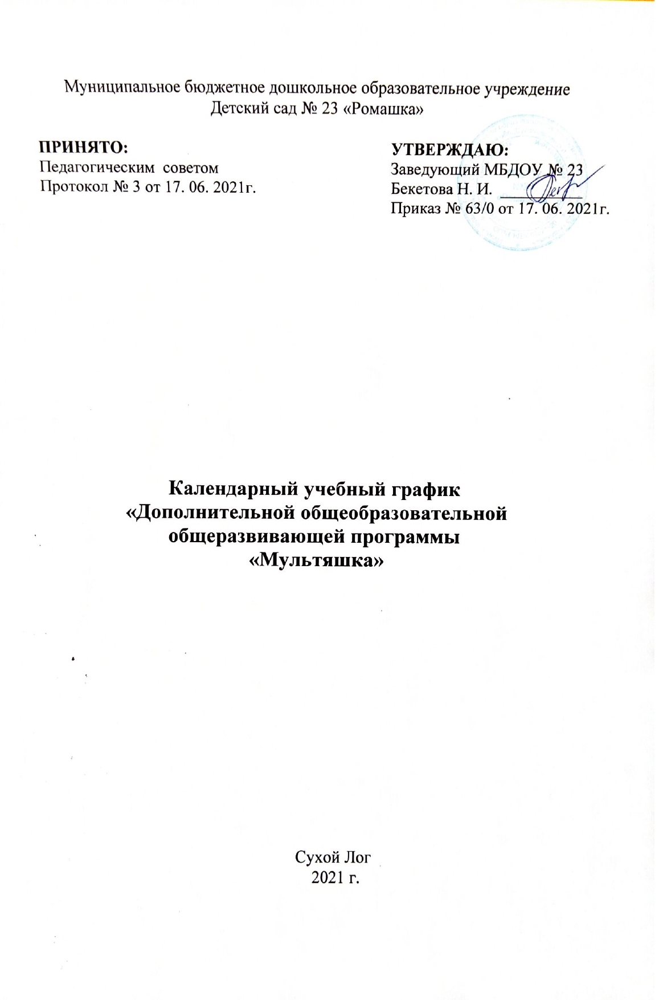 Муниципальное бюджетное дошкольное образовательное учреждение
Детский сад № 23 «Ромашка»
ПРИНЯТО:
Педагогическим советом
Протокол № 3 от 17. 06. 2021г.
УТВЕРЖДАЮ:
Заведующий МБДОУ № 23
Бекетова Н. И.
Приказ № 63/0 от 17. 06. 2021г.
Календарный учебный график
«Дополнительной общеобразовательной
общеразвивающей программы
«Мультяшка»
Сухой Лог
2021 г.